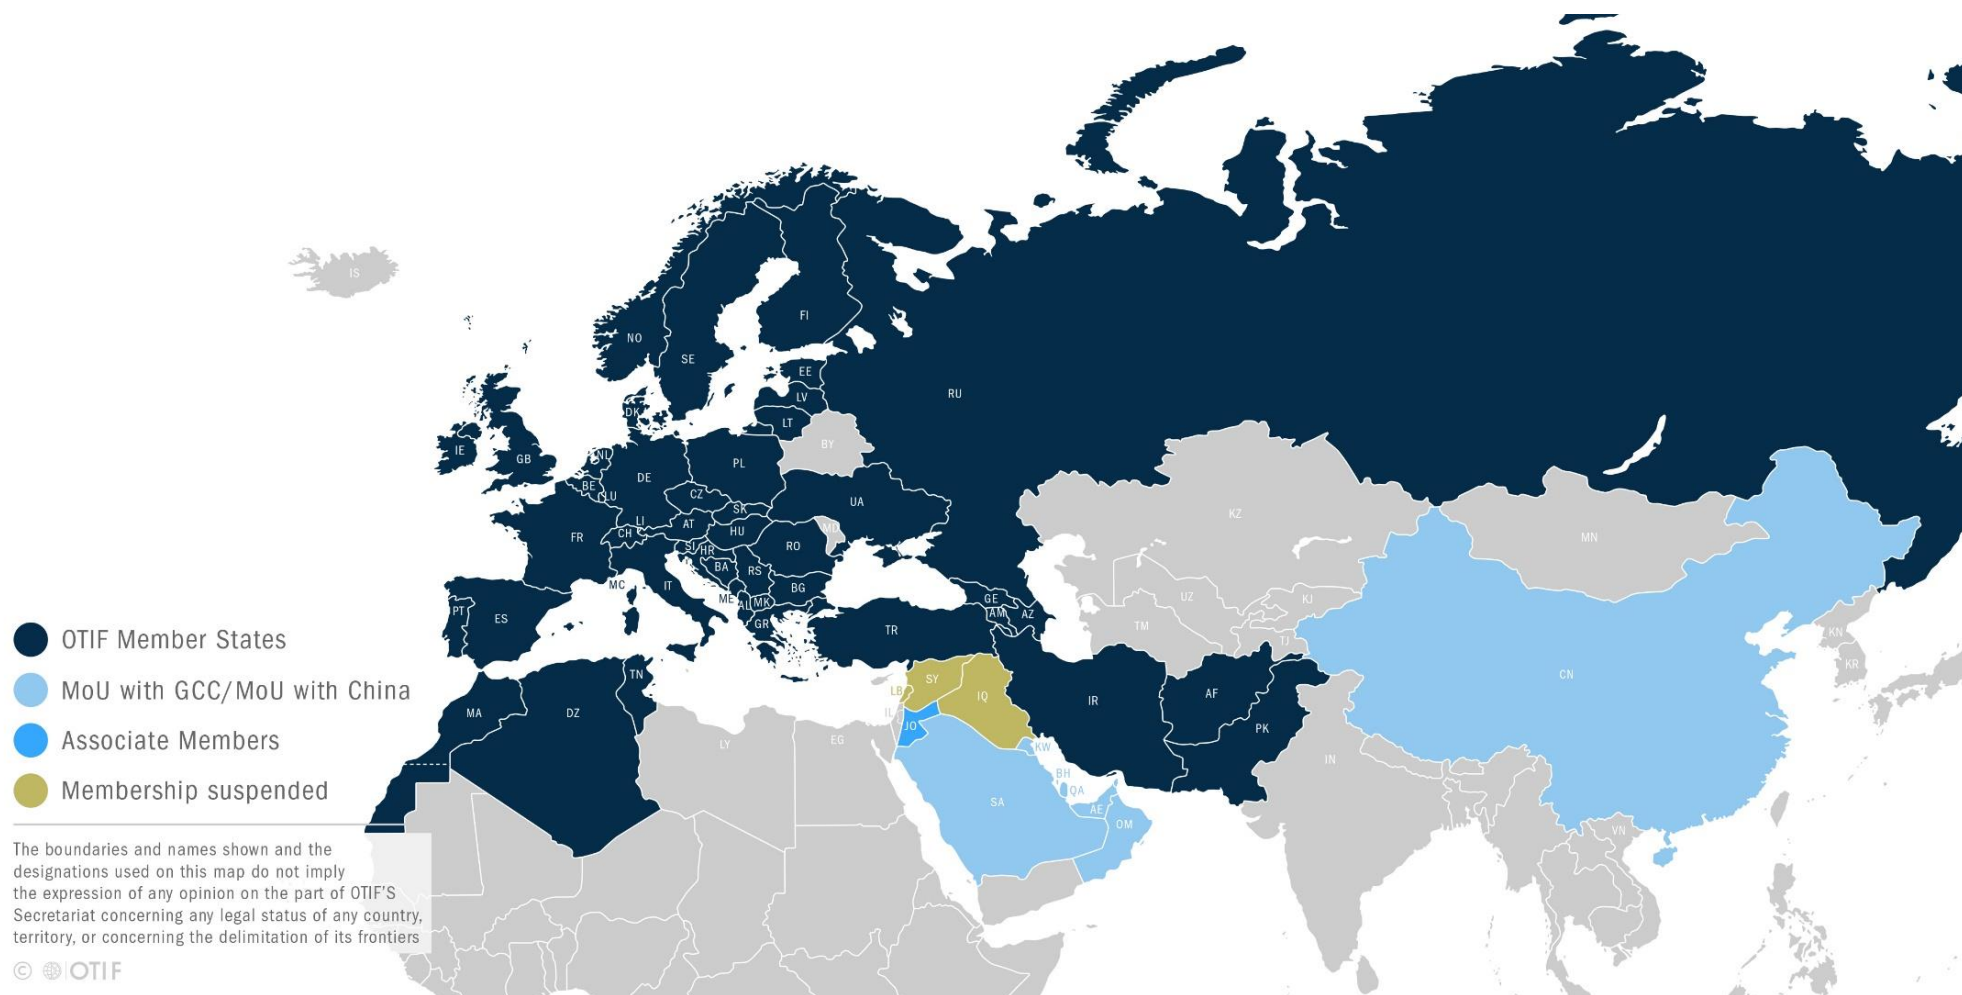 IS
NO
SE
FI
EE
LV
LT
DK
RU
BY
IE
GB
NL
BE
LU
DE
PL
CZ
SK
UA
LI
CH
AT
HU
FR
SI
HR
RO
MD
BA
RS
MC
IT
BG
ME
AL
MK
GR
PT
ES
TR
GE
AM
AZ
KZ
MN
UZ
KJ
TM
TJ
CN
KN
KR
MA
DZ
TN
LY
EG
LB
SY
IQ
IL
JO
IR
AF
PK
IN
KW
BH
QA
SA
AE
OM
VN
OTIF Member States
MoU with GCC/MoU with China
Associate Members
Membership suspended
The boundaries and names shown and the
designations used on this map do not imply
the expression of any opinion on the part of OTIF'S
Secretariat concerning any legal status of any country,
territory, or concerning the delimitation of its frontiers
© OTIF